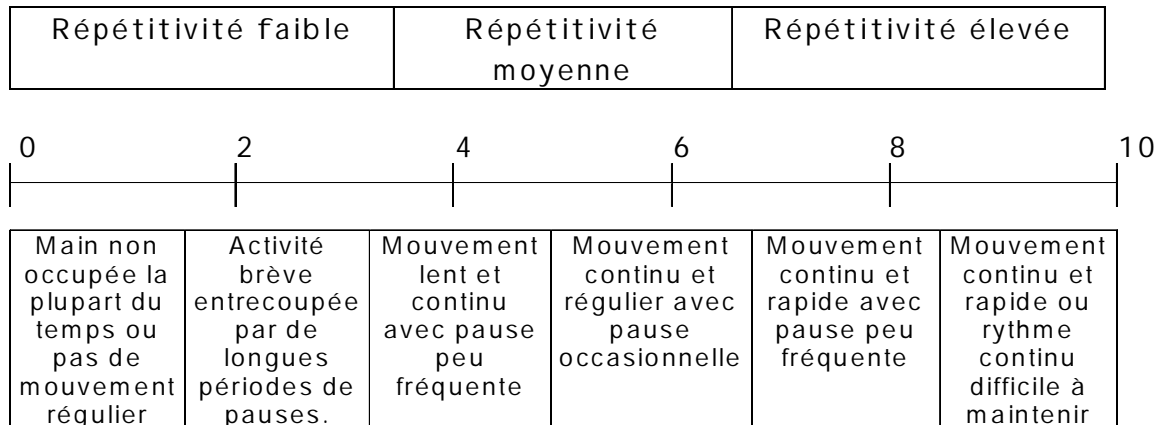 Répétitivité faible
Répétitivité
moyenne
Répétitivité élevée
0 2 4 6 8 10
Main non
occupée la
plupart du
temps ou
pas de
mouvement
régulier
Activité
brève
entrecoupée
par de
longues
périodes de
pauses.
Mouvement
lent et
continu
avec pause
peu
fréquente
Mouvement
continu et
régulier avec
pause
occasionnelle
Mouvement
continu et
rapide avec
pause peu
fréquente
Mouvement
continu et
rapide ou
rythme
continu
difficile à
maintenir